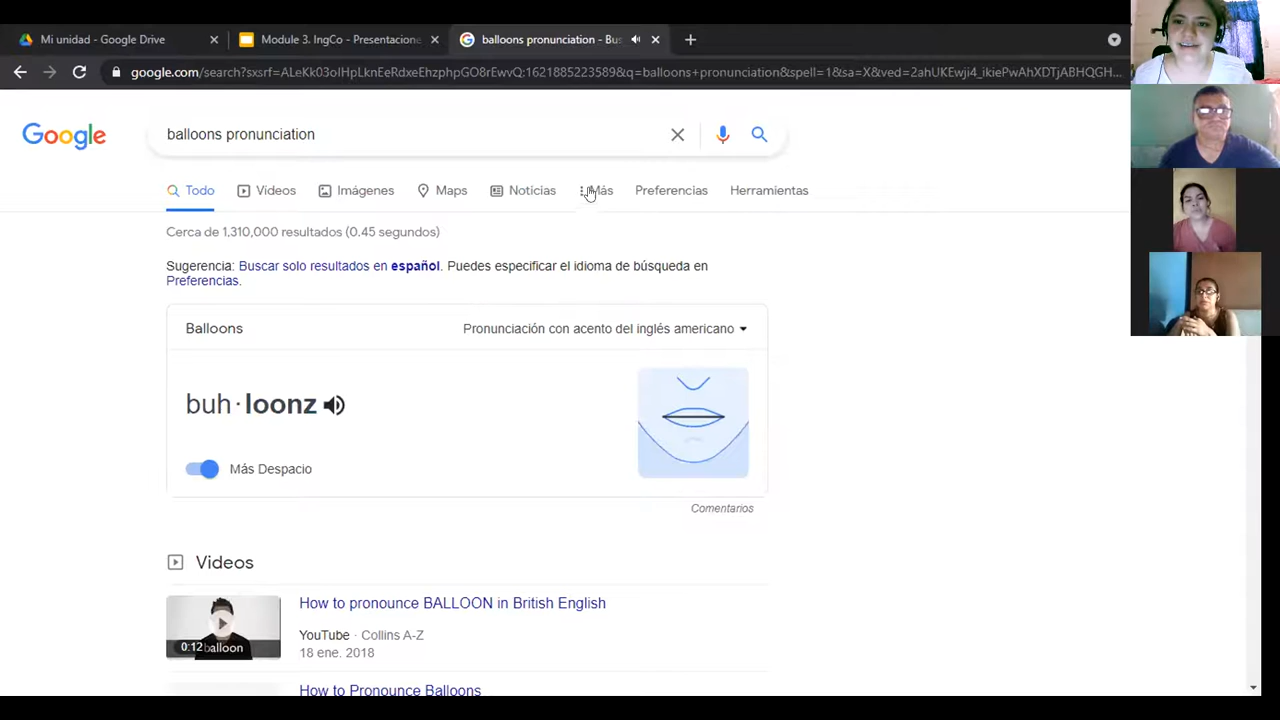 Mi unidad - Google Drive
Module 3. IngCo - Presentacione
balloons pronunciation - Bus
google.com/search?sxsrf=ALeKk03oIHpLknEeRdxeEhzphpGO8rEwvQ:1621885223589&q=balloons+pronunciation&spell=1&sa=X&ved=2ahUKEwji4_ikiePwAhXDTjABHQGH...
Google
balloons pronunciation
Todo
Videos
Imágenes
Maps
Noticias
Más
Preferencias
Herramientas
Cerca de 1,310,000 resultados (0.45 segundos)
Sugerencia: Buscar solo resultados en español. Puedes especificar el idioma de búsqueda en
Preferencias.
Balloons
Pronunciación con acento del inglés americano
buh · loonz
Más Despacio
Comentarios
Videos
0:12
balloon
How to pronounce BALLOON in British English
YouTube · Collins A-Z
18 ene. 2018
How to Pronounce Balloons